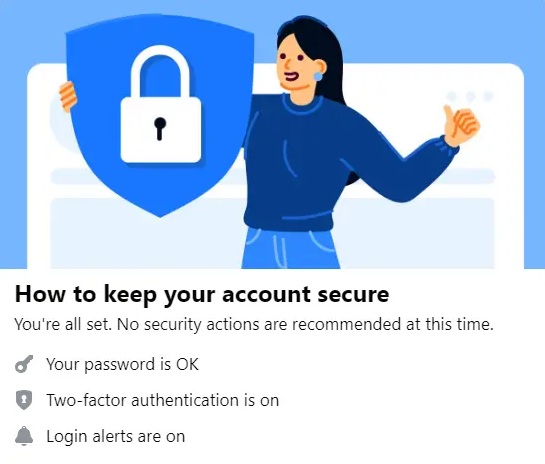 How to keep your account secure
You're all set. No security actions are recommended at this time.
Your password is OK
Two-factor authentication is on
Login alerts are on